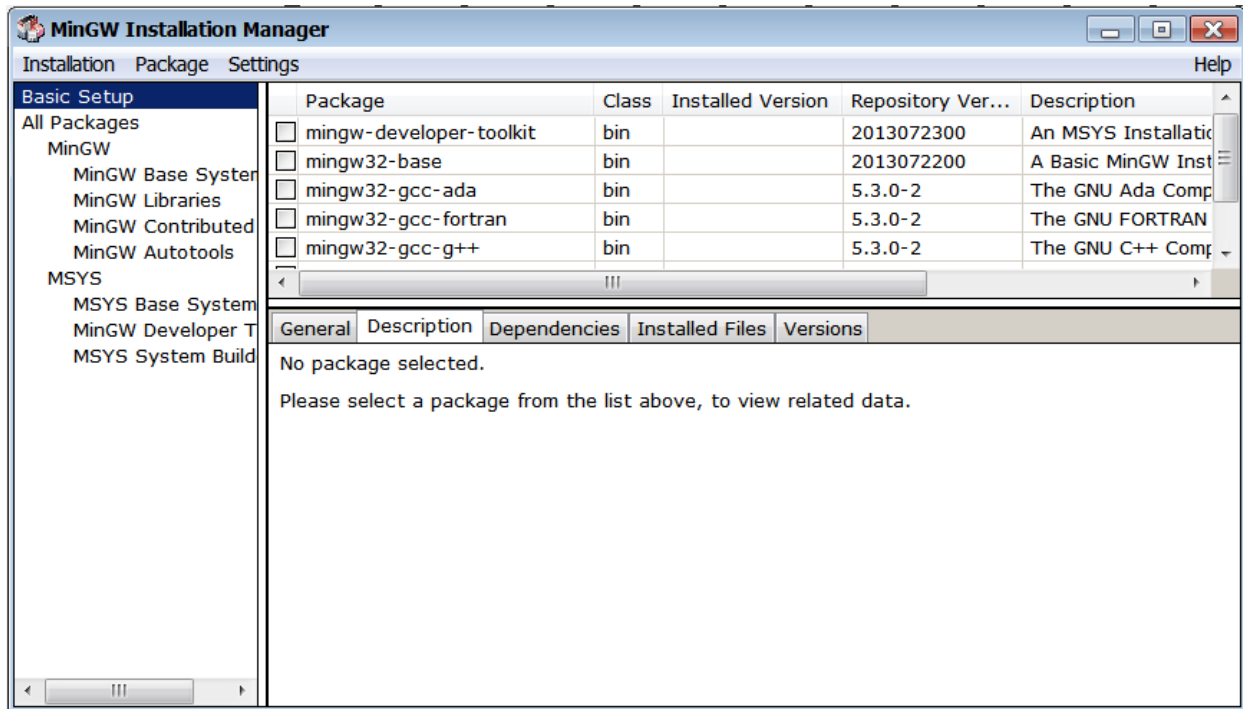 MinGW Installation Manager
Installation Package Settings Help
Basic Setup
All Packages
MinGW
MinGW Base System
MinGW Libraries
MinGW Contributed
MinGW Autotools
MSYS
MSYS Base System
MinGW Developer T
MSYS System Build
Package Class Installed Version Repository Ver... Description
mingw-developer-toolkit bin 2013072300 An MSYS Installatio
mingw32-base bin 2013072200 A Basic MinGW Inst
mingw32-gcc-ada bin 5.3.0-2 The GNU Ada Comp
mingw32-gcc-fortran bin 5.3.0-2 The GNU FORTRAN
mingw32-gcc-g++ bin 5.3.0-2 The GNU C++ Comp
General Description Dependencies Installed Files Versions
No package selected.
Please select a package from the list above, to view related data.